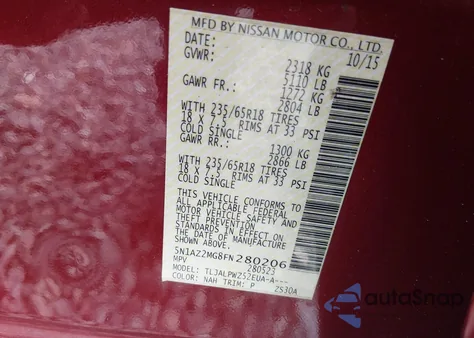 MFD BY NISSAN MOTOR CO., LTD.
DATE: 10/15
GVWR: 2318 KG
5110 LB
GAWR FR.: 1272 KG
2804 LB
WITH 235/65R18 TIRES
18 X 7.5 RIMS AT 33 PSI
COLD SINGLE
GAWR RR.: 1300 KG
2866 LB
WITH 235/65R18 TIRES
18 X 7.5 RIMS AT 33 PSI
COLD SINGLE
THIS VEHICLE CONFORMS TO
ALL APPLICABLE FEDERAL
MOTOR VEHICLE SAFETY AND
THEFT PREVENTION
STANDARDS IN EFFECT ON
THE DATE OF MANUFACTURE
SHOWN ABOVE.
5N1AZ2MG8FN280206
MPV 280523
MODEL: TLJALPWZ52EUA-A---
COLOR: NAH TRIM: P ZS30A
autoSnap